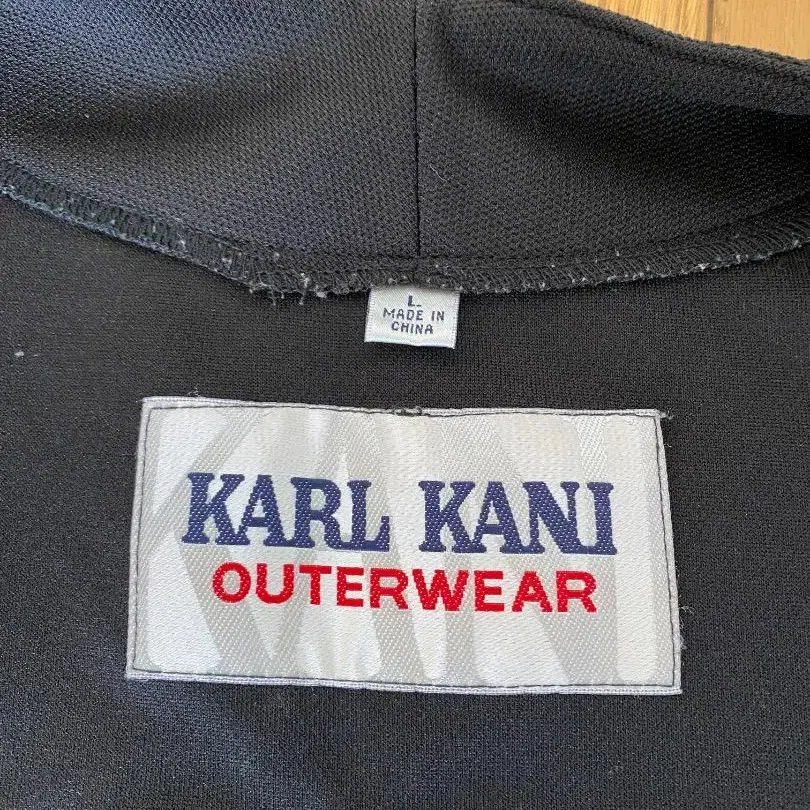 L.
MADE IN
CHINA
KARL KANI
OUTERWEAR